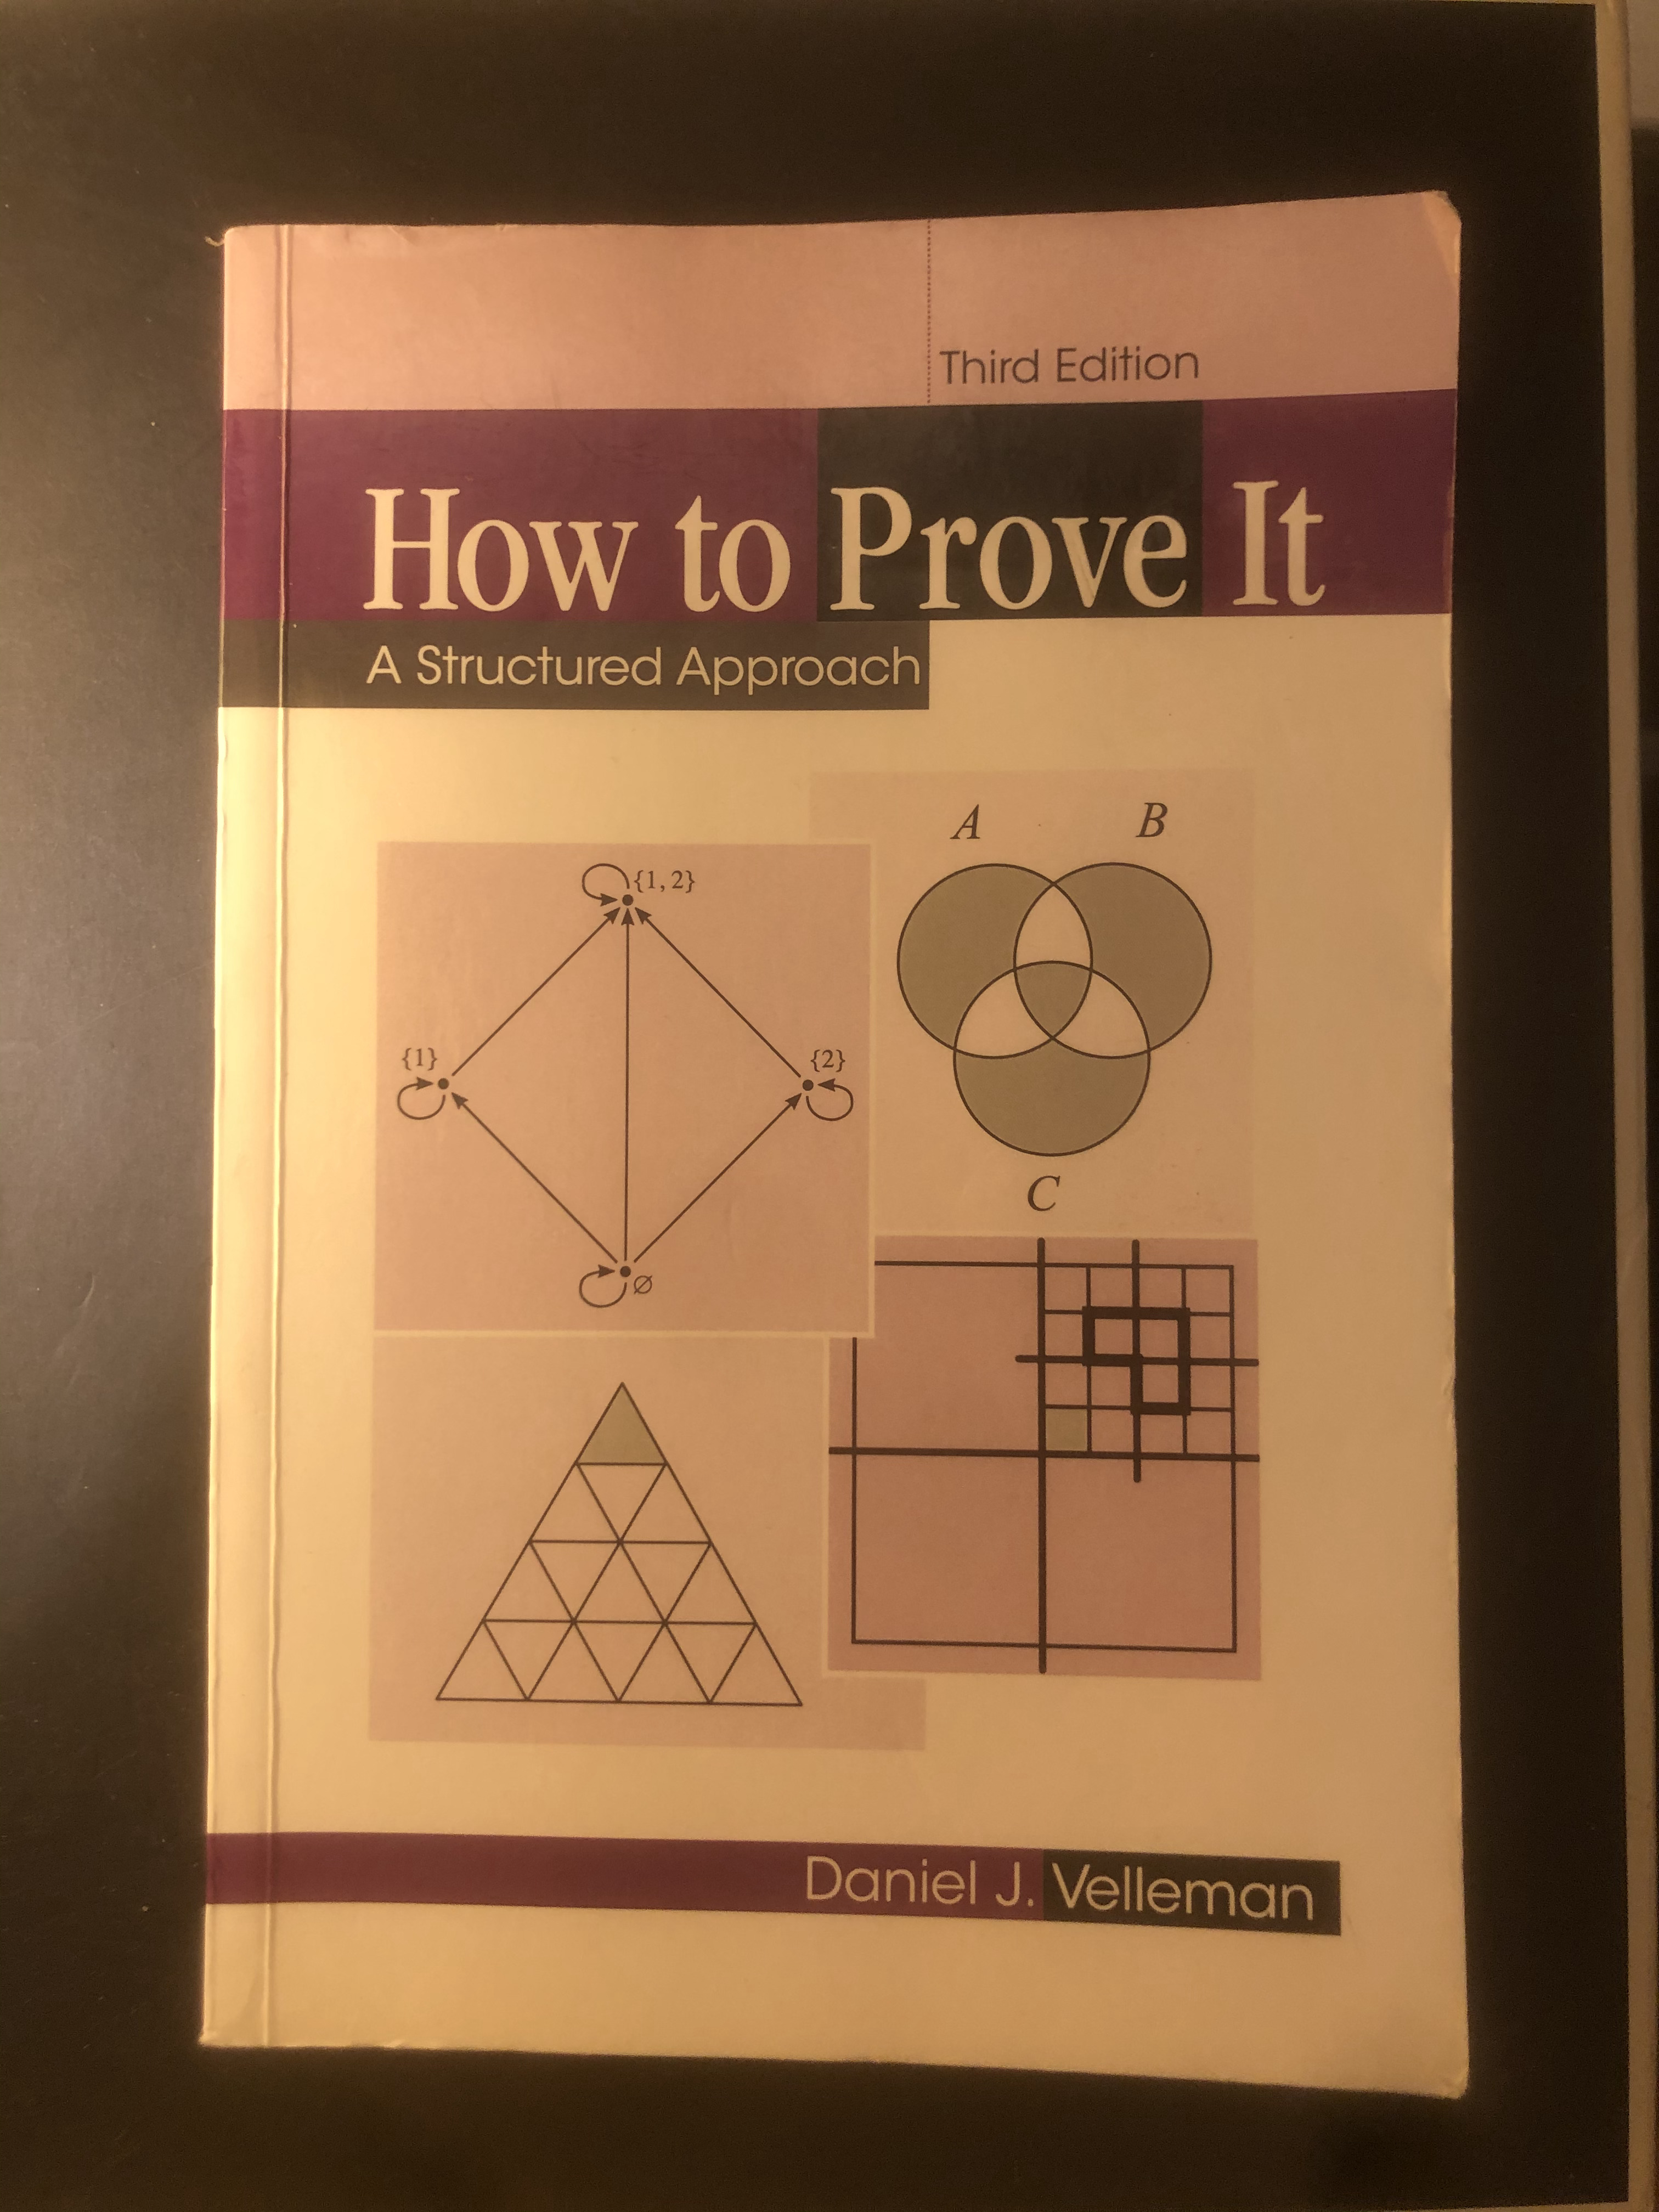 Third Edition
How to Prove It
A Structured Approach
A B
{1, 2}
{1} {2}
C
∅
Daniel J. Velleman